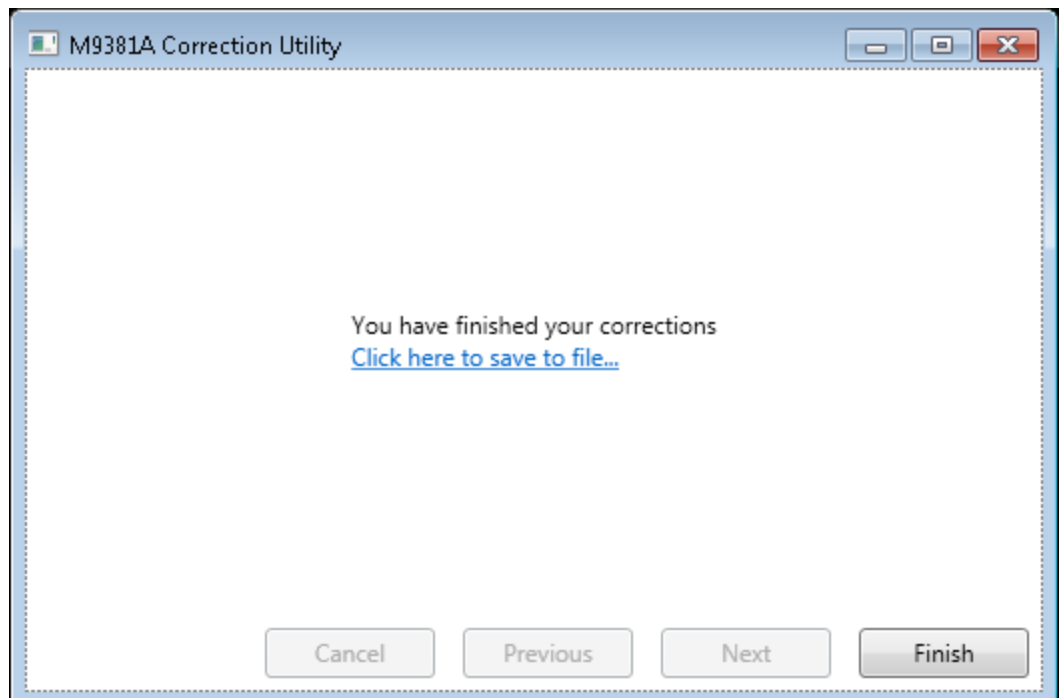 M9381A Correction Utility
You have finished your corrections
Click here to save to file...
Cancel
Previous
Next
Finish